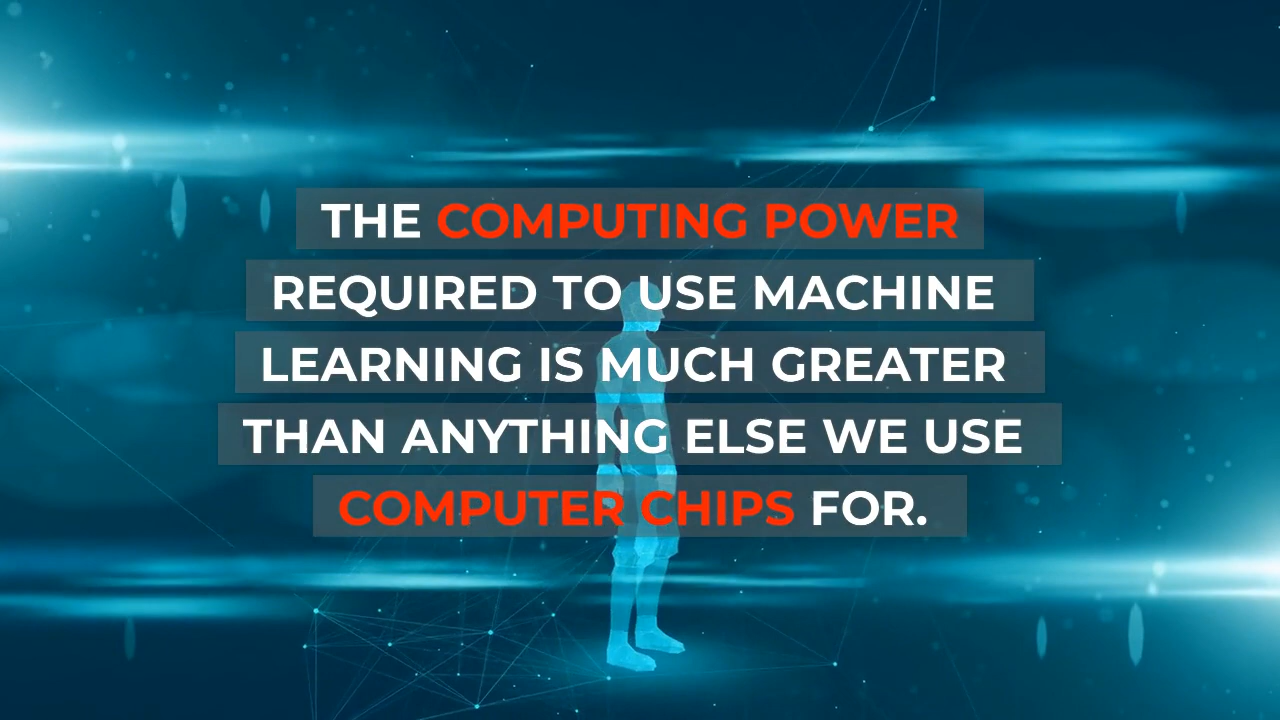 THE COMPUTING POWER
REQUIRED TO USE MACHINE
LEARNING IS MUCH GREATER
THAN ANYTHING ELSE WE USE
COMPUTER CHIPS FOR.